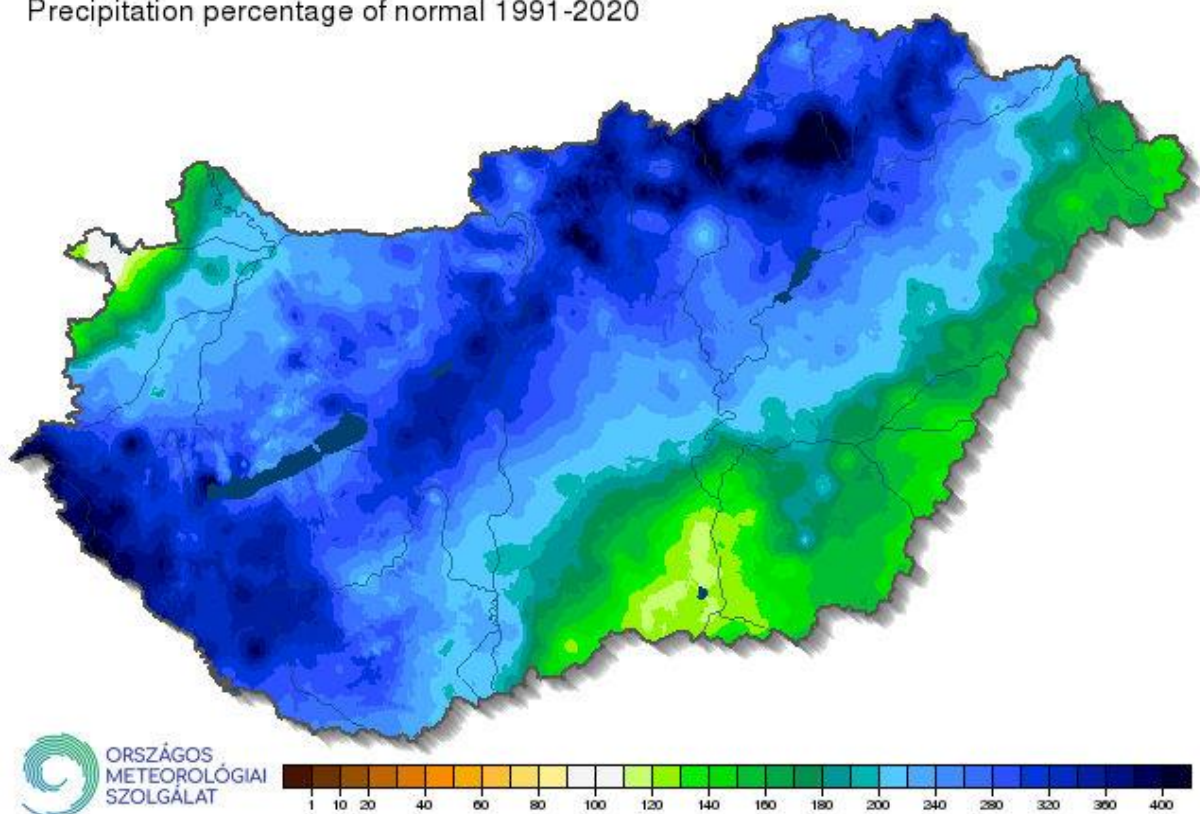 Precipitation percentage of normal 1991-2020
ORSZÁGOS
METEOROLÓGIAI
SZOLGÁLAT
1 10 20 40 60 80 100 120 140 160 180 200 240 280 320 360 400